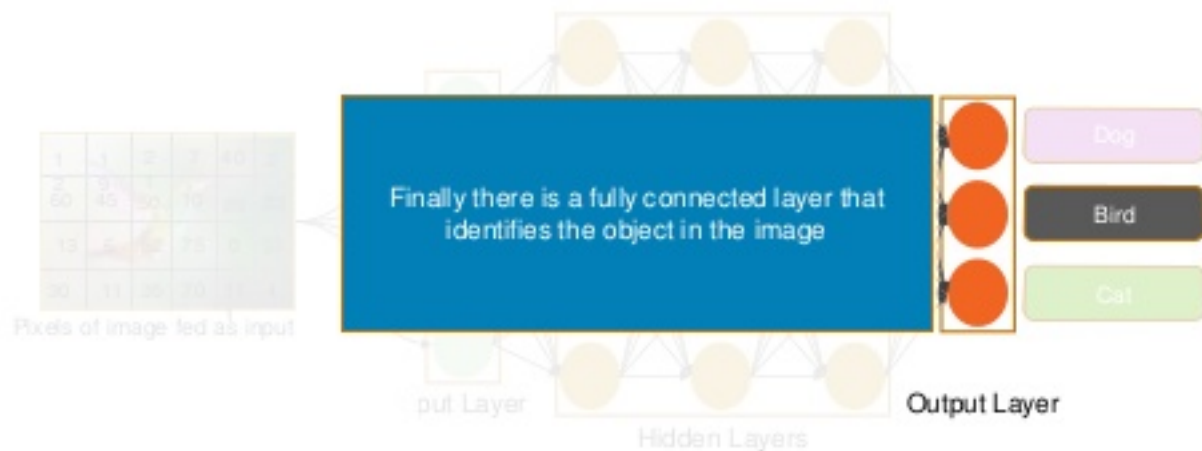 Finally there is a fully connected layer that
identifies the object in the image
Dog
Bird
Cat
Pixels of image fed as input
put Layer
Hidden Layers
Output Layer